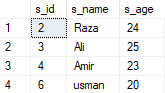 s_id s_name s_age
1 2 Raza 24
2 3 Ali 25
3 4 Amir 23
4 6 usman 20